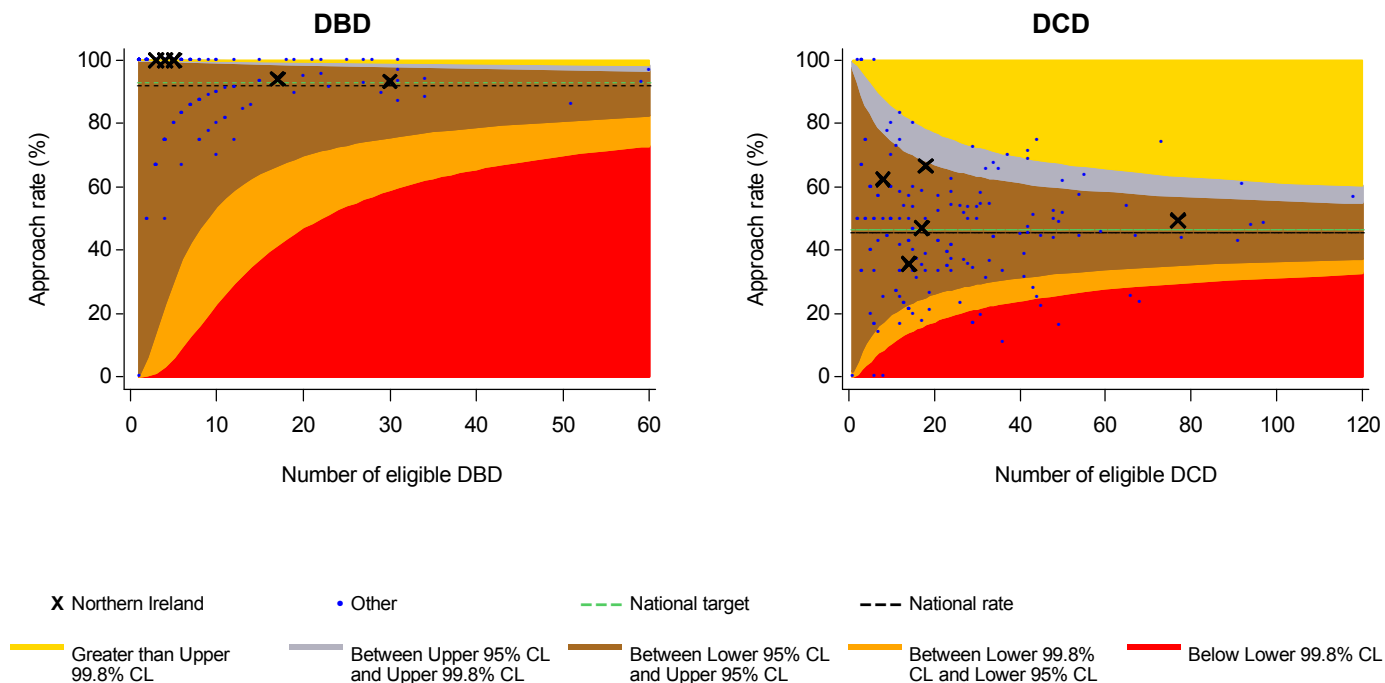 DBD
DCD
Approach rate (%)
100
80
60
40
20
0
0 10 20 30 40 50 60
Number of eligible DBD
Approach rate (%)
100
80
60
40
20
0
0 20 40 60 80 100 120
Number of eligible DCD
X Northern Ireland
Other
National target
National rate
Greater than Upper
99.8% CL
Between Upper 95% CL
and Upper 99.8% CL
Between Lower 95% CL
and Upper 95% CL
Between Lower 99.8%
CL and Lower 95% CL
Below Lower 99.8% CL